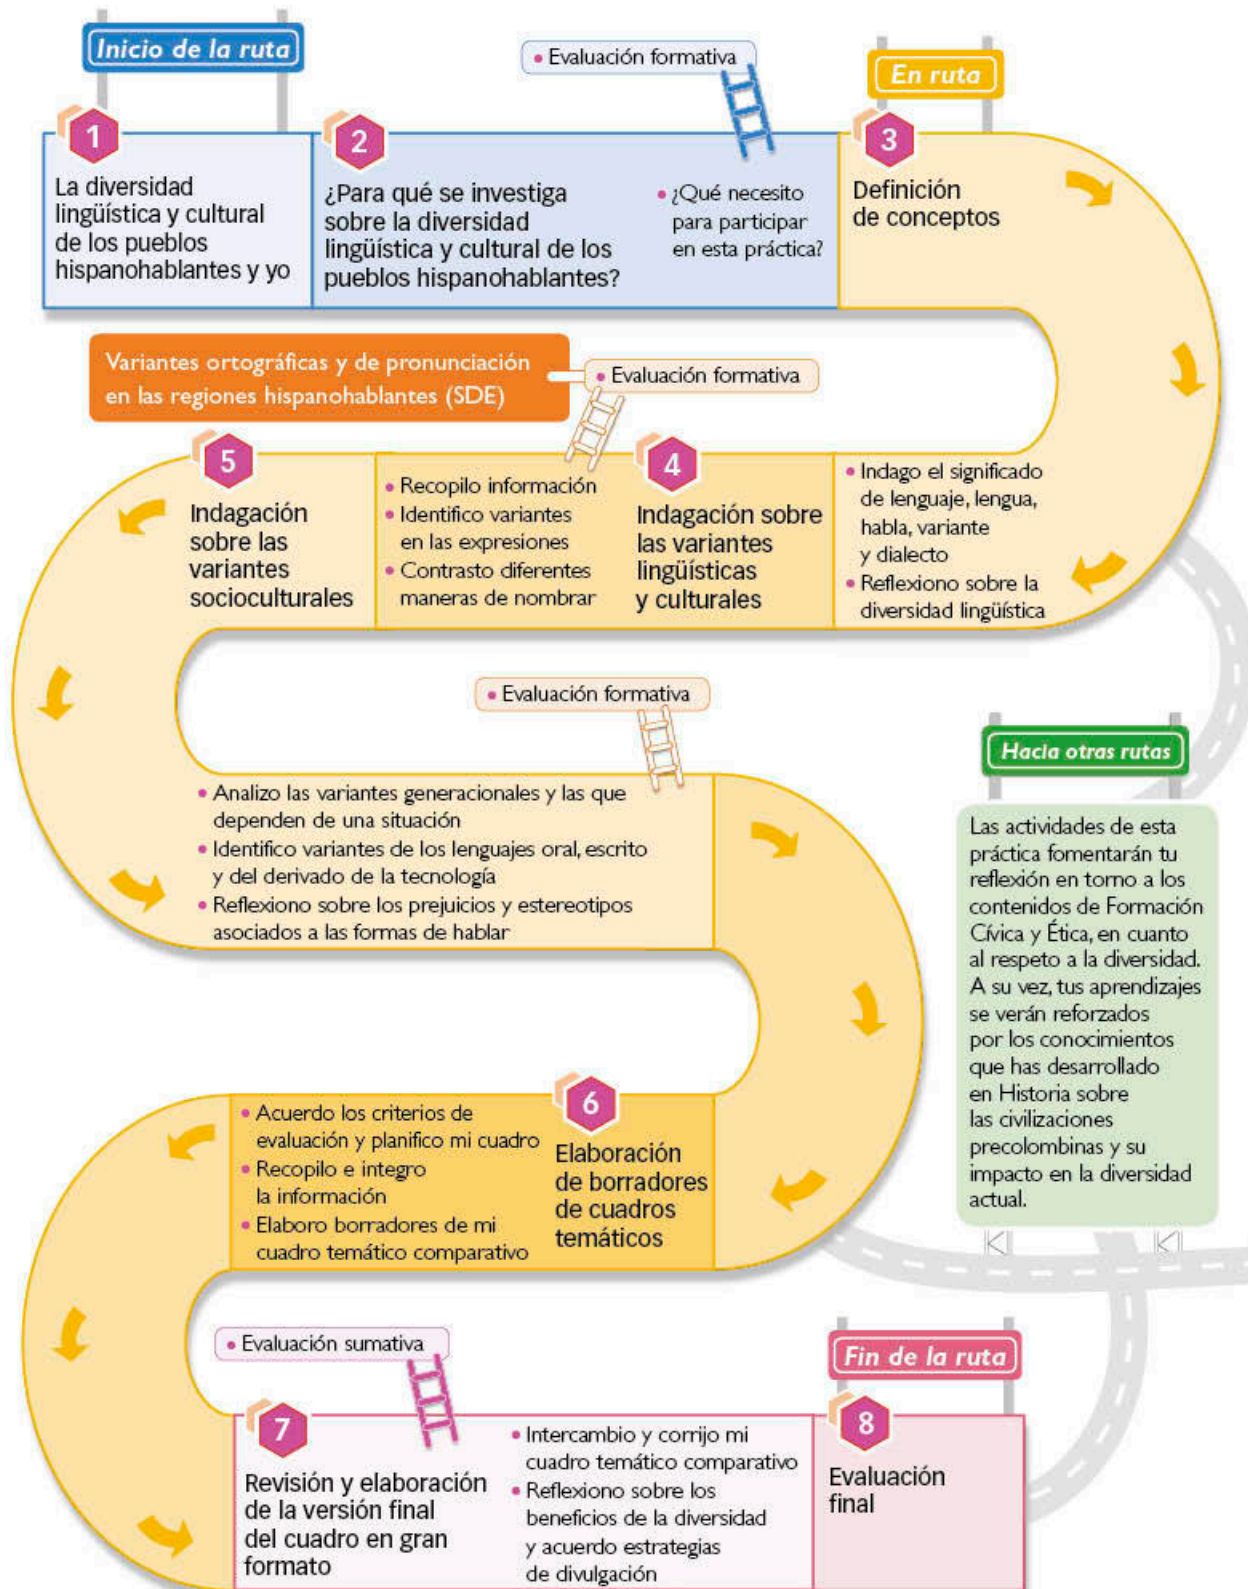 Inicio de la ruta
• Evaluación formativa
En ruta
1
La diversidad
lingüística y cultural
de los pueblos
hispanohablantes y yo
2
¿Para qué se investiga
sobre la diversidad
lingüística y cultural de los
pueblos hispanohablantes?
• ¿Qué necesito
para participar
en esta práctica?
3
Definición
de conceptos
• Indago el significado
de lenguaje, lengua,
habla, variante
y dialecto
• Reflexiono sobre la
diversidad lingüística
4
Indagación sobre
las variantes
lingüísticas
y culturales
Variantes ortográficas y de pronunciación
en las regiones hispanohablantes (SDE)
• Evaluación formativa
• Recopilo información
• Identifico variantes
en las expresiones
• Contrasto diferentes
maneras de nombrar
5
Indagación
sobre las
variantes
socioculturales
• Evaluación formativa
• Analizo las variantes generacionales y las que
dependen de una situación
• Identifico variantes de los lenguajes oral, escrito
y del derivado de la tecnología
• Reflexiono sobre los prejuicios y estereotipos
asociados a las formas de hablar
Hacia otras rutas
Las actividades de esta
práctica fomentarán tu
reflexión en torno a los
contenidos de Formación
Cívica y Ética, en cuanto
al respeto a la diversidad.
A su vez, tus aprendizajes
se verán reforzados
por los conocimientos
que has desarrollado
en Historia sobre
las civilizaciones
precolombinas y su
impacto en la diversidad
actual.
6
Elaboración
de borradores
de cuadros
temáticos
• Acuerdo los criterios de
evaluación y planifico mi cuadro
• Recopilo e integro
la información
• Elaboro borradores de mi
cuadro temático comparativo
• Evaluación sumativa
7
Revisión y elaboración
de la versión final
del cuadro en gran
formato
• Intercambio y corrijo mi
cuadro temático comparativo
• Reflexiono sobre los
beneficios de la diversidad
y acuerdo estrategias
de divulgación
Fin de la ruta
8
Evaluación
final